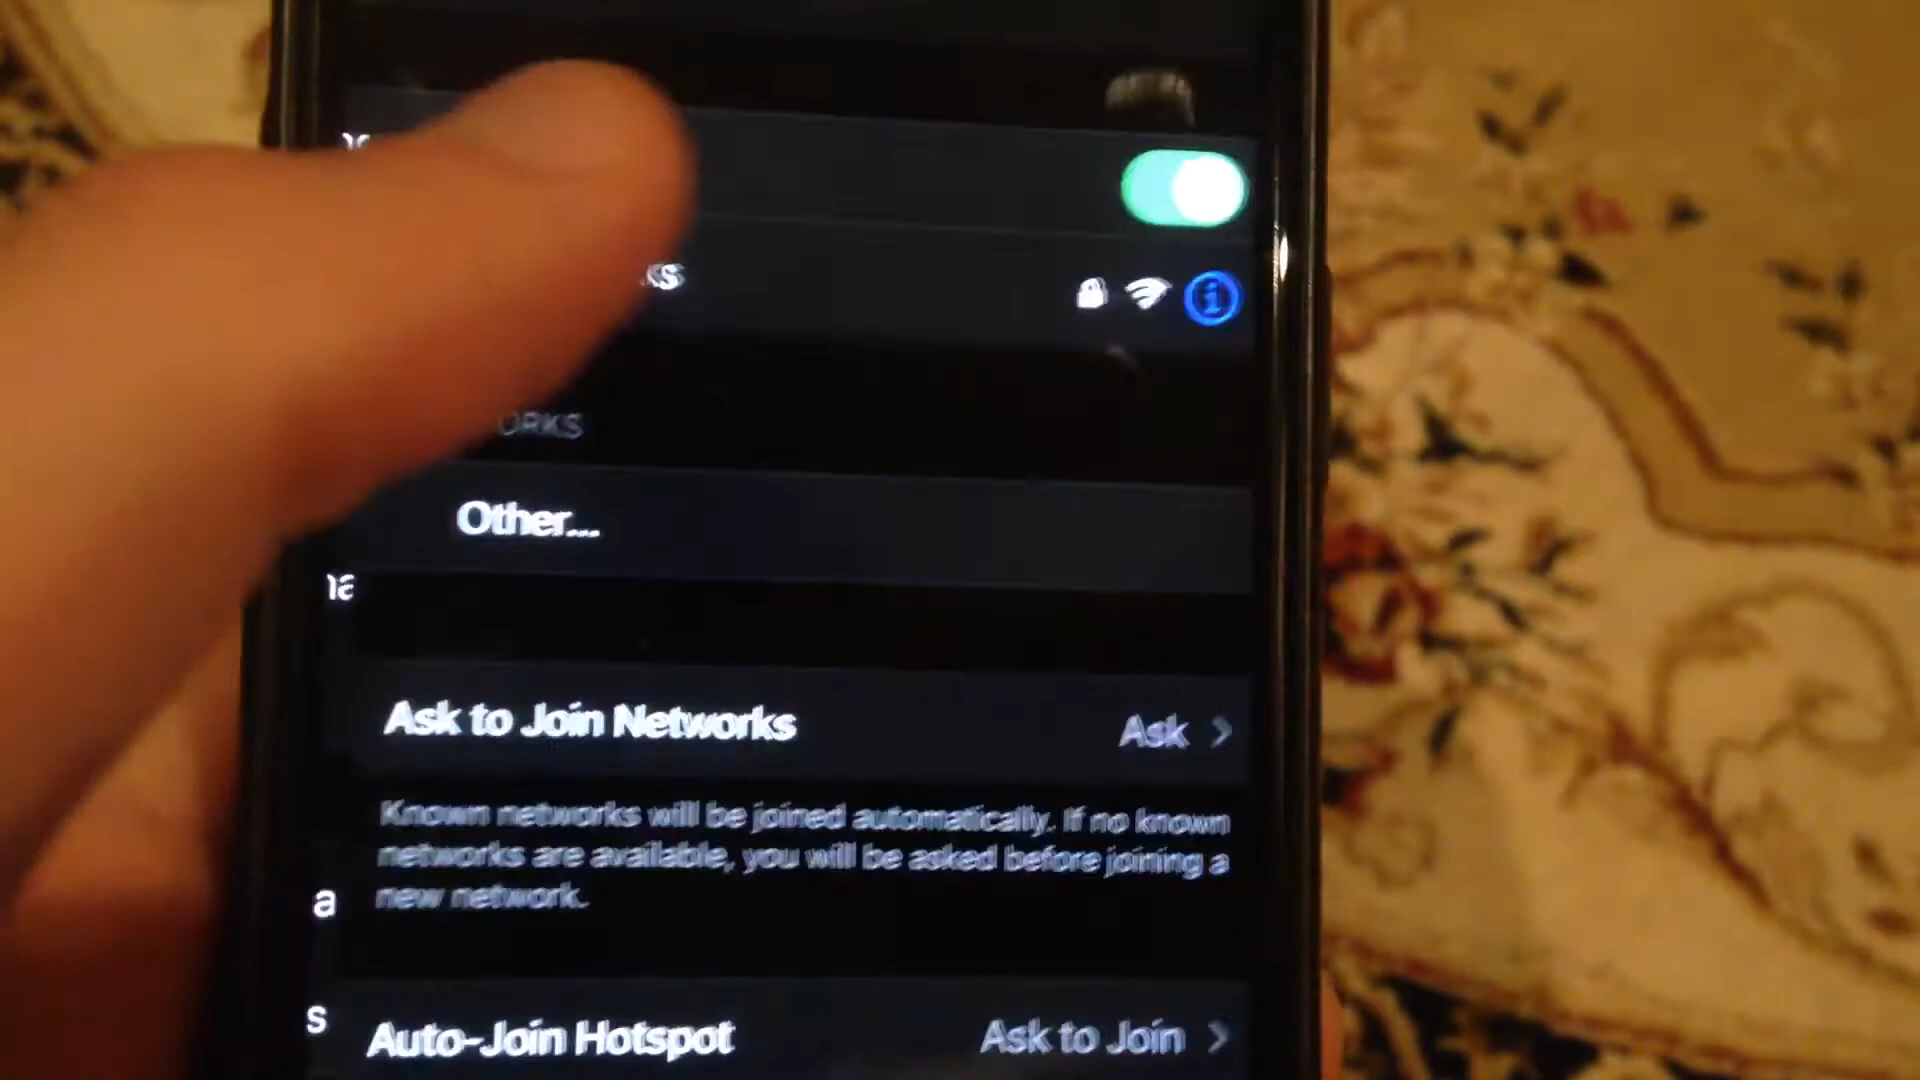 Other...
Ask to Join Networks Ask
Known networks will be joined automatically. If no known
networks are available, you will be asked before joining a
new network.
a
s
Auto-Join Hotspot Ask to Join